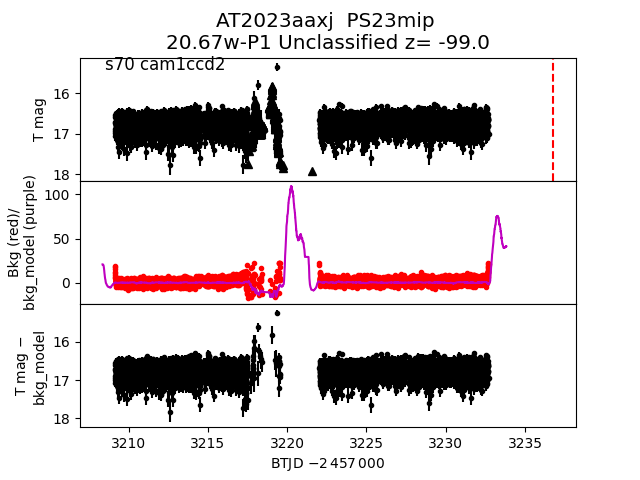 AT2023aaxj  PS23mip
20.67w-P1 Unclassified z= -99.0
s70 cam1ccd2
T mag
16
17
18
Bkg (red)/
bkg_model (purple)
100
50
0
T mag −
bkg_model
16
17
18
3210 3215 3220 3225 3230 3235
BTJD −2 457 000